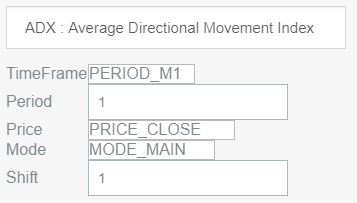 ADX : Average Directional Movement Index
TimeFrame PERIOD_M1
Period 1
Price PRICE_CLOSE
Mode MODE_MAIN
Shift 1